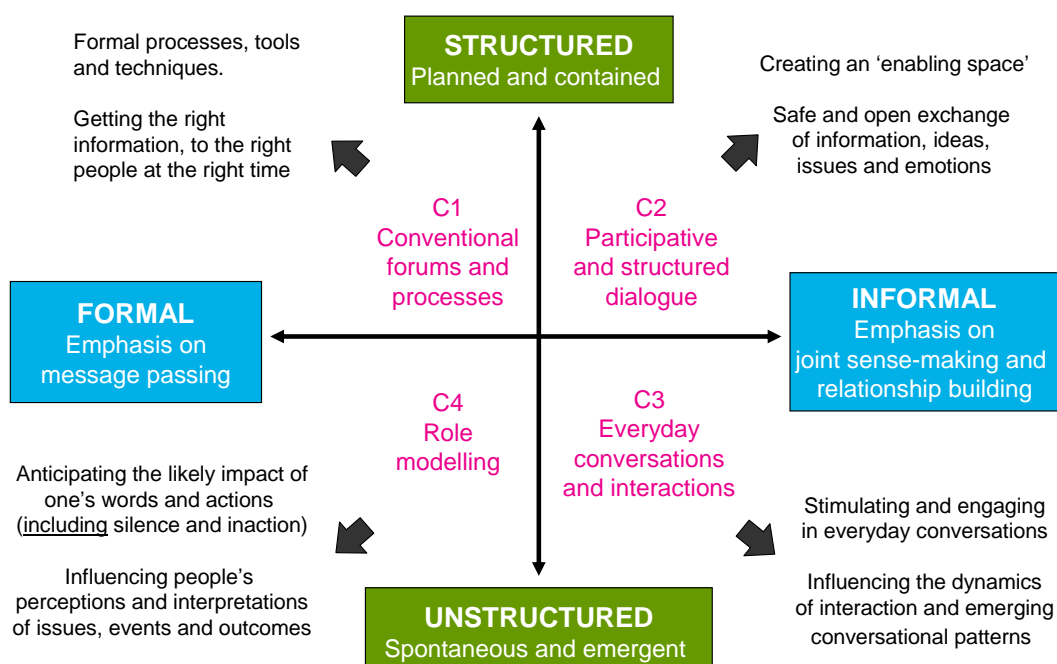 STRUCTURED
Planned and contained
Formal processes, tools
and techniques.
Getting the right
information, to the right
people at the right time
Creating an ‘enabling space’
Safe and open exchange
of information, ideas,
issues and emotions
C1
Conventional
forums and
processes
C2
Participative
and structured
dialogue
FORMAL
Emphasis on
message passing
INFORMAL
Emphasis on
joint sense-making and
relationship building
C4
Role
modelling
C3
Everyday
conversations
and interactions
Anticipating the likely impact of
one’s words and actions
(including silence and inaction)
Influencing people’s
perceptions and interpretations
of issues, events and outcomes
Stimulating and engaging
in everyday conversations
Influencing the dynamics
of interaction and emerging
conversational patterns
UNSTRUCTURED
Spontaneous and emergent